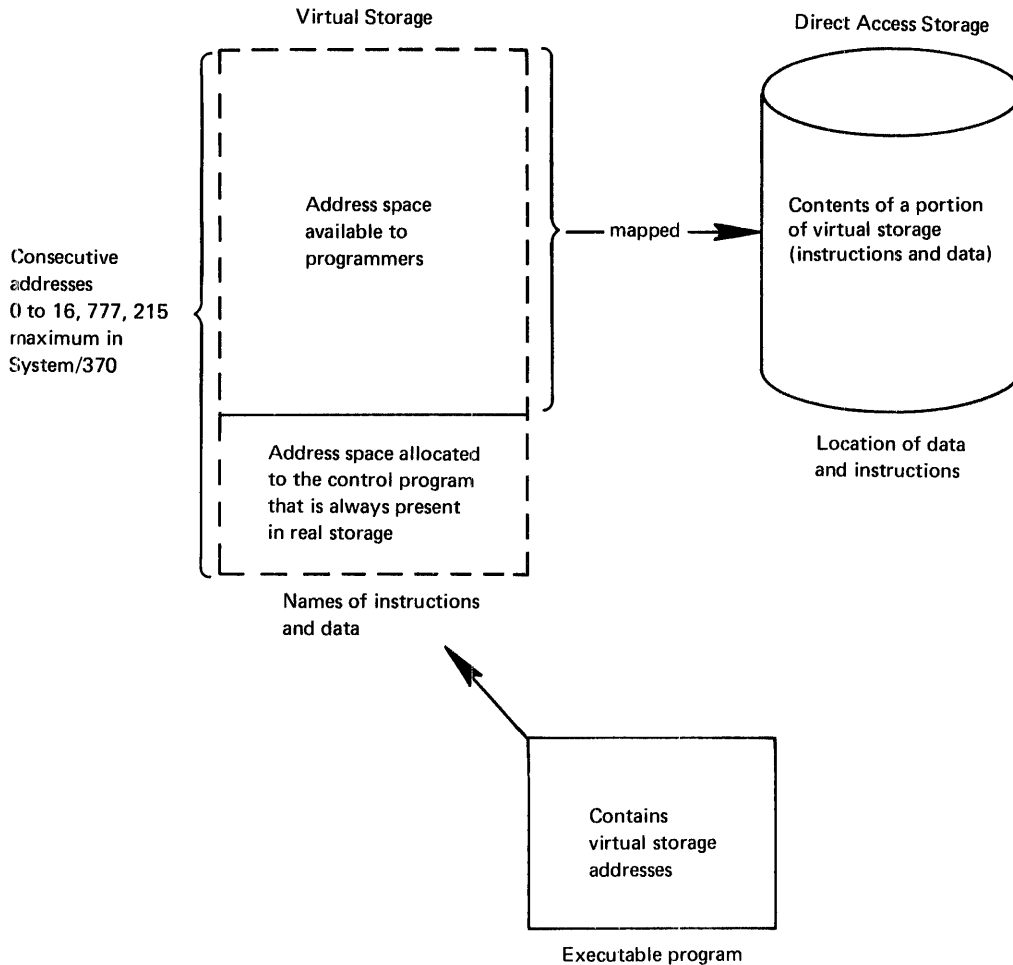 Virtual Storage
Direct Access Storage
Address space
available to
programmers
mapped
Contents of a portion
of virtual storage
(instructions and data)
Consecutive
addresses
0 to 16, 777, 215
maximum in
System/370
Address space allocated
to the control program
that is always present
in real storage
Location of data
and instructions
Names of instructions
and data
Contains
virtual storage
addresses
Executable program